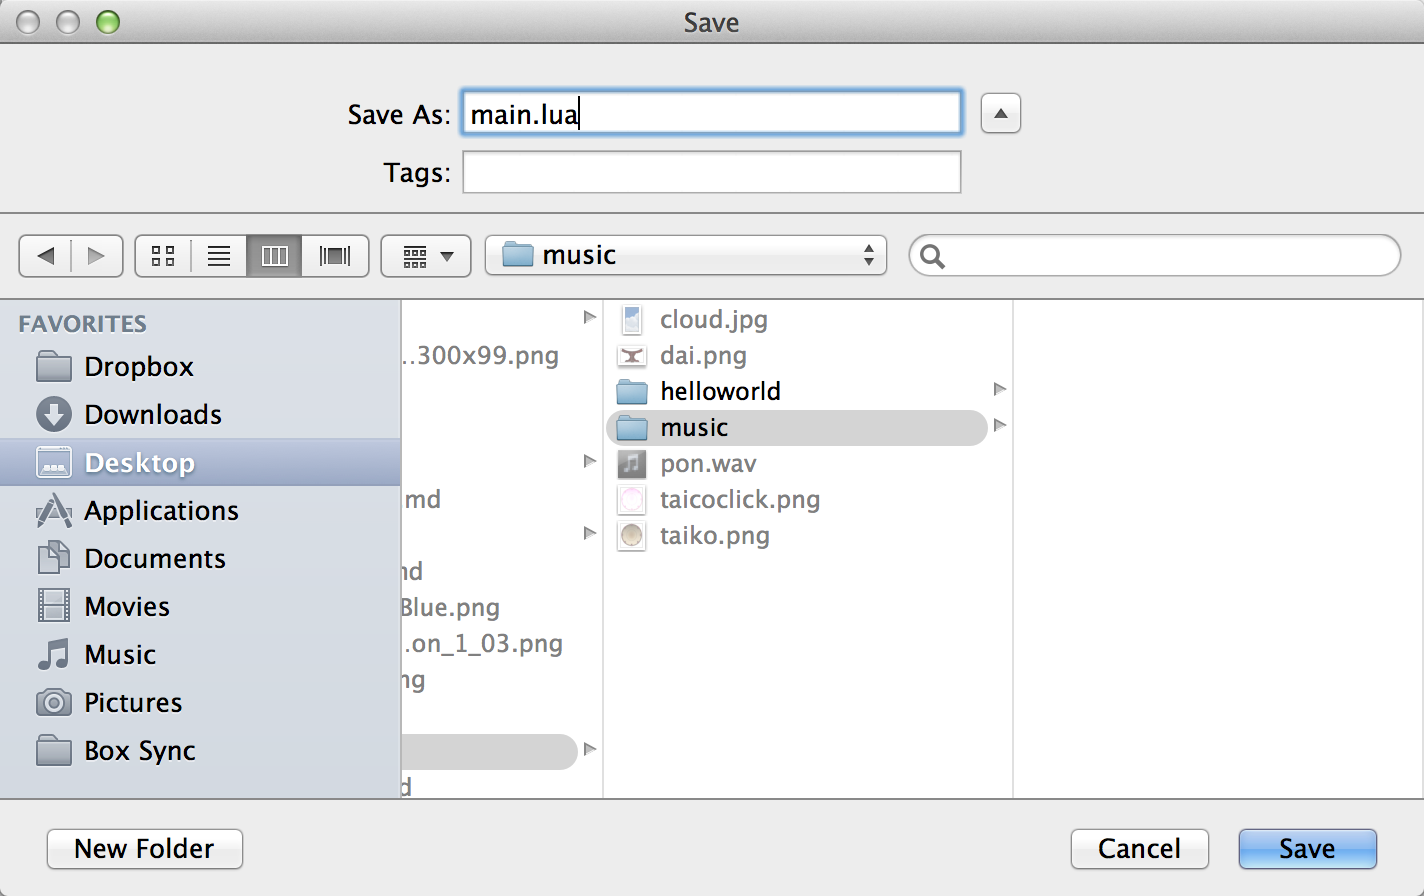 Save
Save As: main.lua
Tags:
music
FAVORITES
Dropbox
Downloads
Desktop
Applications
Documents
Movies
Music
Pictures
Box Sync
..300x99.png
md
Blue.png
..on_1_03.png
cloud.jpg
dai.png
helloworld
music
pon.wav
taicoclick.png
taiko.png
New Folder
Cancel
Save